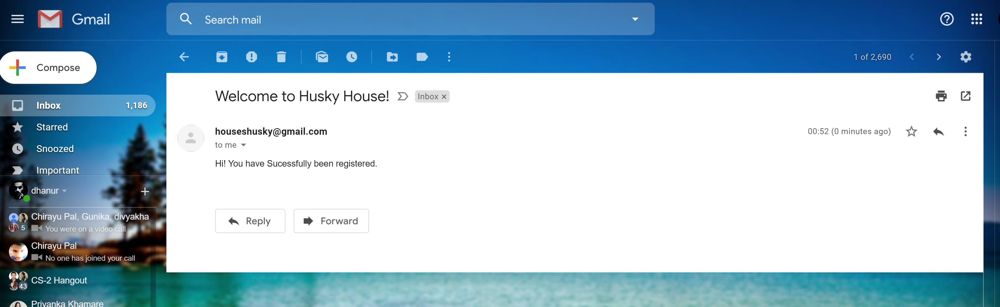 Gmail
Search mail
Compose
1 of 2,690
Inbox 1,186
Starred
Snoozed
Important
dhanur
Chirayu Pal, Gunika, divyakha
5 You were on a video call
Chirayu Pal
No one has joined your call
CS-2 Hangout
43
Priyanka Khamare
Welcome to Husky House! Inbox ×
houseshusky@gmail.com 00:52 (0 minutes ago)
to me
Hi! You have Sucessfully been registered.
Reply Forward